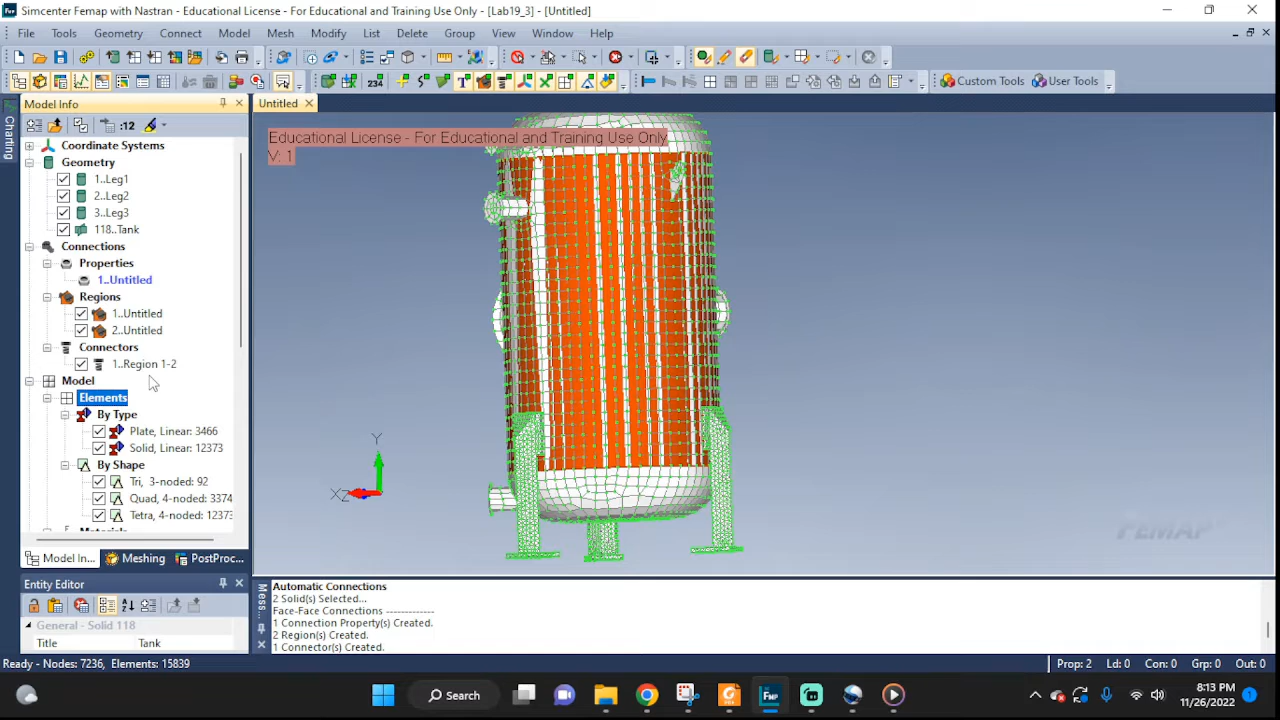 Simcenter Femap with Nastran - Educational License - For Educational and Training Use Only - [Lab19_3] - [Untitled]
File Tools Geometry Connect Model Mesh Modify List Delete Group View Window Help
234
Custom Tools User Tools
Charting
Model Info
Untitled
:12
Coordinate Systems
Geometry
1..Leg1
2..Leg2
3..Leg3
118..Tank
Connections
Properties
1..Untitled
Regions
1..Untitled
2..Untitled
Connectors
1..Region 1-2
Model
Elements
By Type
Plate, Linear: 3466
Solid, Linear: 12373
By Shape
Tri, 3-noded: 92
Quad, 4-noded: 3374
Tetra, 4-noded: 12373
Model In... Meshing PostProc...
Entity Editor
General - Solid 118
Title Tank
Educational License - For Educational and Training Use Only
V: 1
Y
X Z
FEMAP
Mess...
Automatic Connections
2 Solid(s) Selected...
Face-Face Connections -------------
1 Connection Property(s) Created.
2 Region(s) Created.
1 Connector(s) Created.
Ready - Nodes: 7236, Elements: 15839
Prop: 2 Ld: 0 Con: 0 Grp: 0 Out: 0
Search
FMP
8:13 PM
11/26/2022